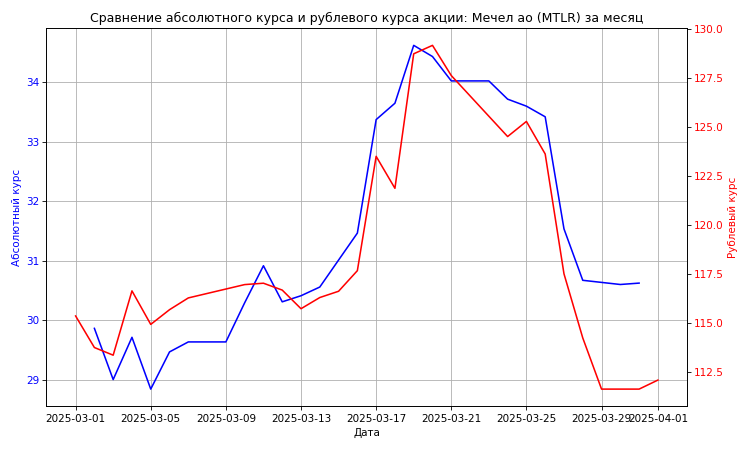 Сравнение абсолютного курса и рублевого курса акции: Мечел ао (MTLR) за месяц
130.0
34
127.5
33
125.0
32
122.5
Абсолютный курс
Рублевый курс
120.0
31
117.5
30
115.0
29
112.5
2025-03-01 2025-03-05 2025-03-09 2025-03-13 2025-03-17 2025-03-21 2025-03-25 2025-03-29 2025-04-01
Дата